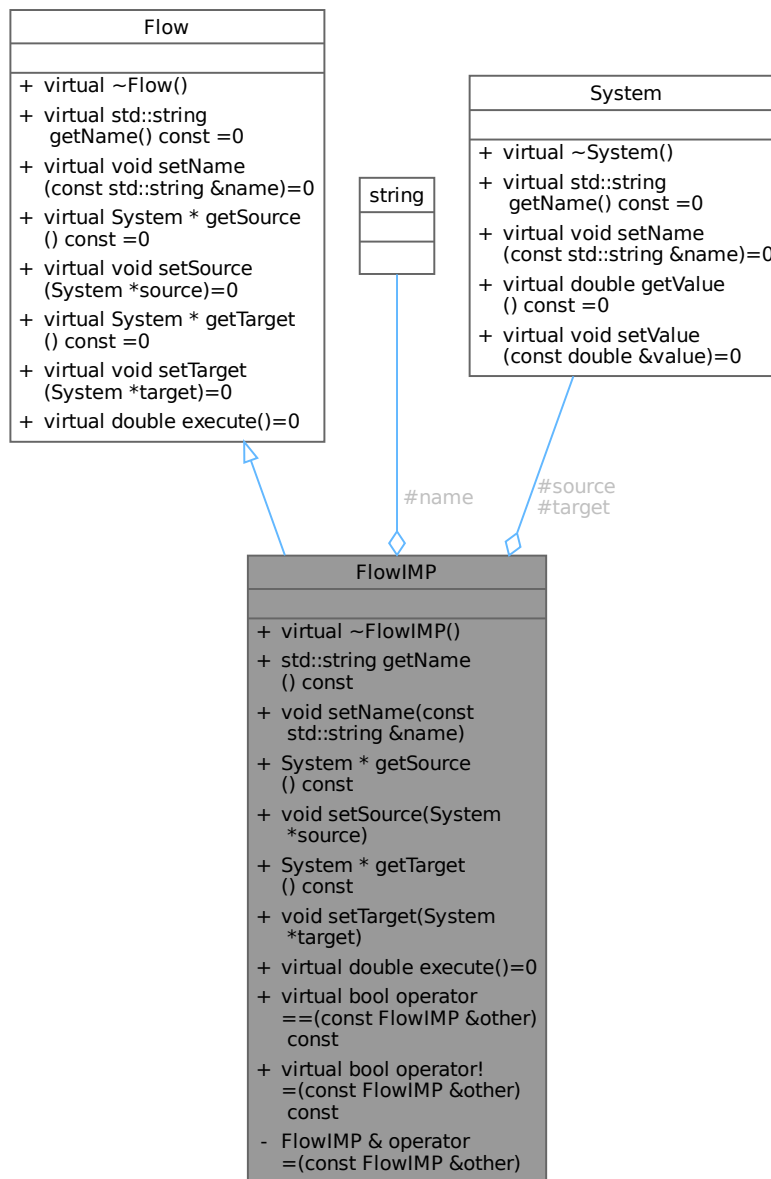 Flow
+ virtual ~Flow()
+ virtual std::string
getName() const =0
+ virtual void setName
(const std::string &name)=0
+ virtual System * getSource
() const =0
+ virtual void setSource
(System *source)=0
+ virtual System * getTarget
() const =0
+ virtual void setTarget
(System *target)=0
+ virtual double execute()=0
string
System
+ virtual ~System()
+ virtual std::string
getName() const =0
+ virtual void setName
(const std::string &name)=0
+ virtual double getValue
() const =0
+ virtual void setValue
(const double &value)=0
#name
#source
#target
FlowIMP
+ virtual ~FlowIMP()
+ std::string getName
() const
+ void setName(const
std::string &name)
+ System * getSource
() const
+ void setSource(System
*source)
+ System * getTarget
() const
+ void setTarget(System
*target)
+ virtual double execute()=0
+ virtual bool operator
==(const FlowIMP &other)
const
+ virtual bool operator!
=(const FlowIMP &other)
const
- FlowIMP & operator
=(const FlowIMP &other)